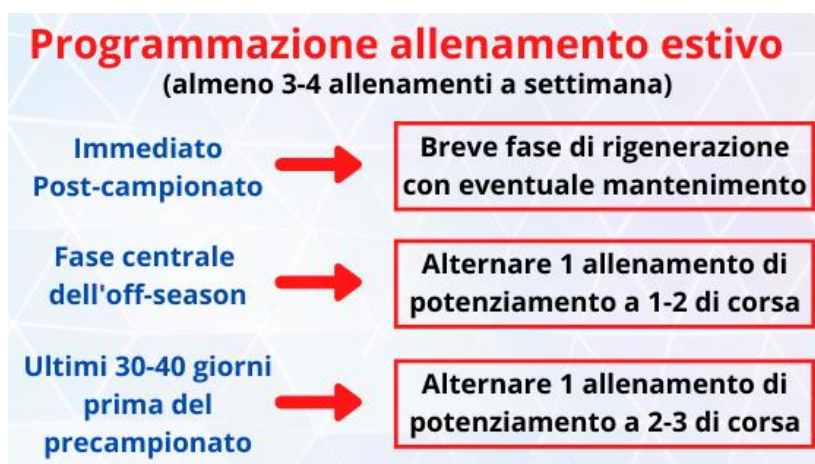 Programmazione allenamento estivo
(almeno 3-4 allenamenti a settimana)
Immediato
Post-campionato
Breve fase di rigenerazione
con eventuale mantenimento
Fase centrale
dell'off-season
Alternare 1 allenamento di
potenziamento a 1-2 di corsa
Ultimi 30-40 giorni
prima del
precampionato
Alternare 1 allenamento di
potenziamento a 2-3 di corsa